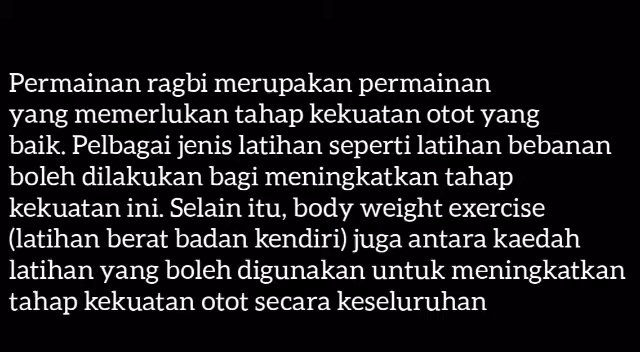 Permainan ragbi merupakan permainan
yang memerlukan tahap kekuatan otot yang
baik. Pelbagai jenis latihan seperti latihan bebanan
boleh dilakukan bagi meningkatkan tahap
kekuatan ini. Selain itu, body weight exercise
(latihan berat badan kendiri) juga antara kaedah
latihan yang boleh digunakan untuk meningkatkan
tahap kekuatan otot secara keseluruhan